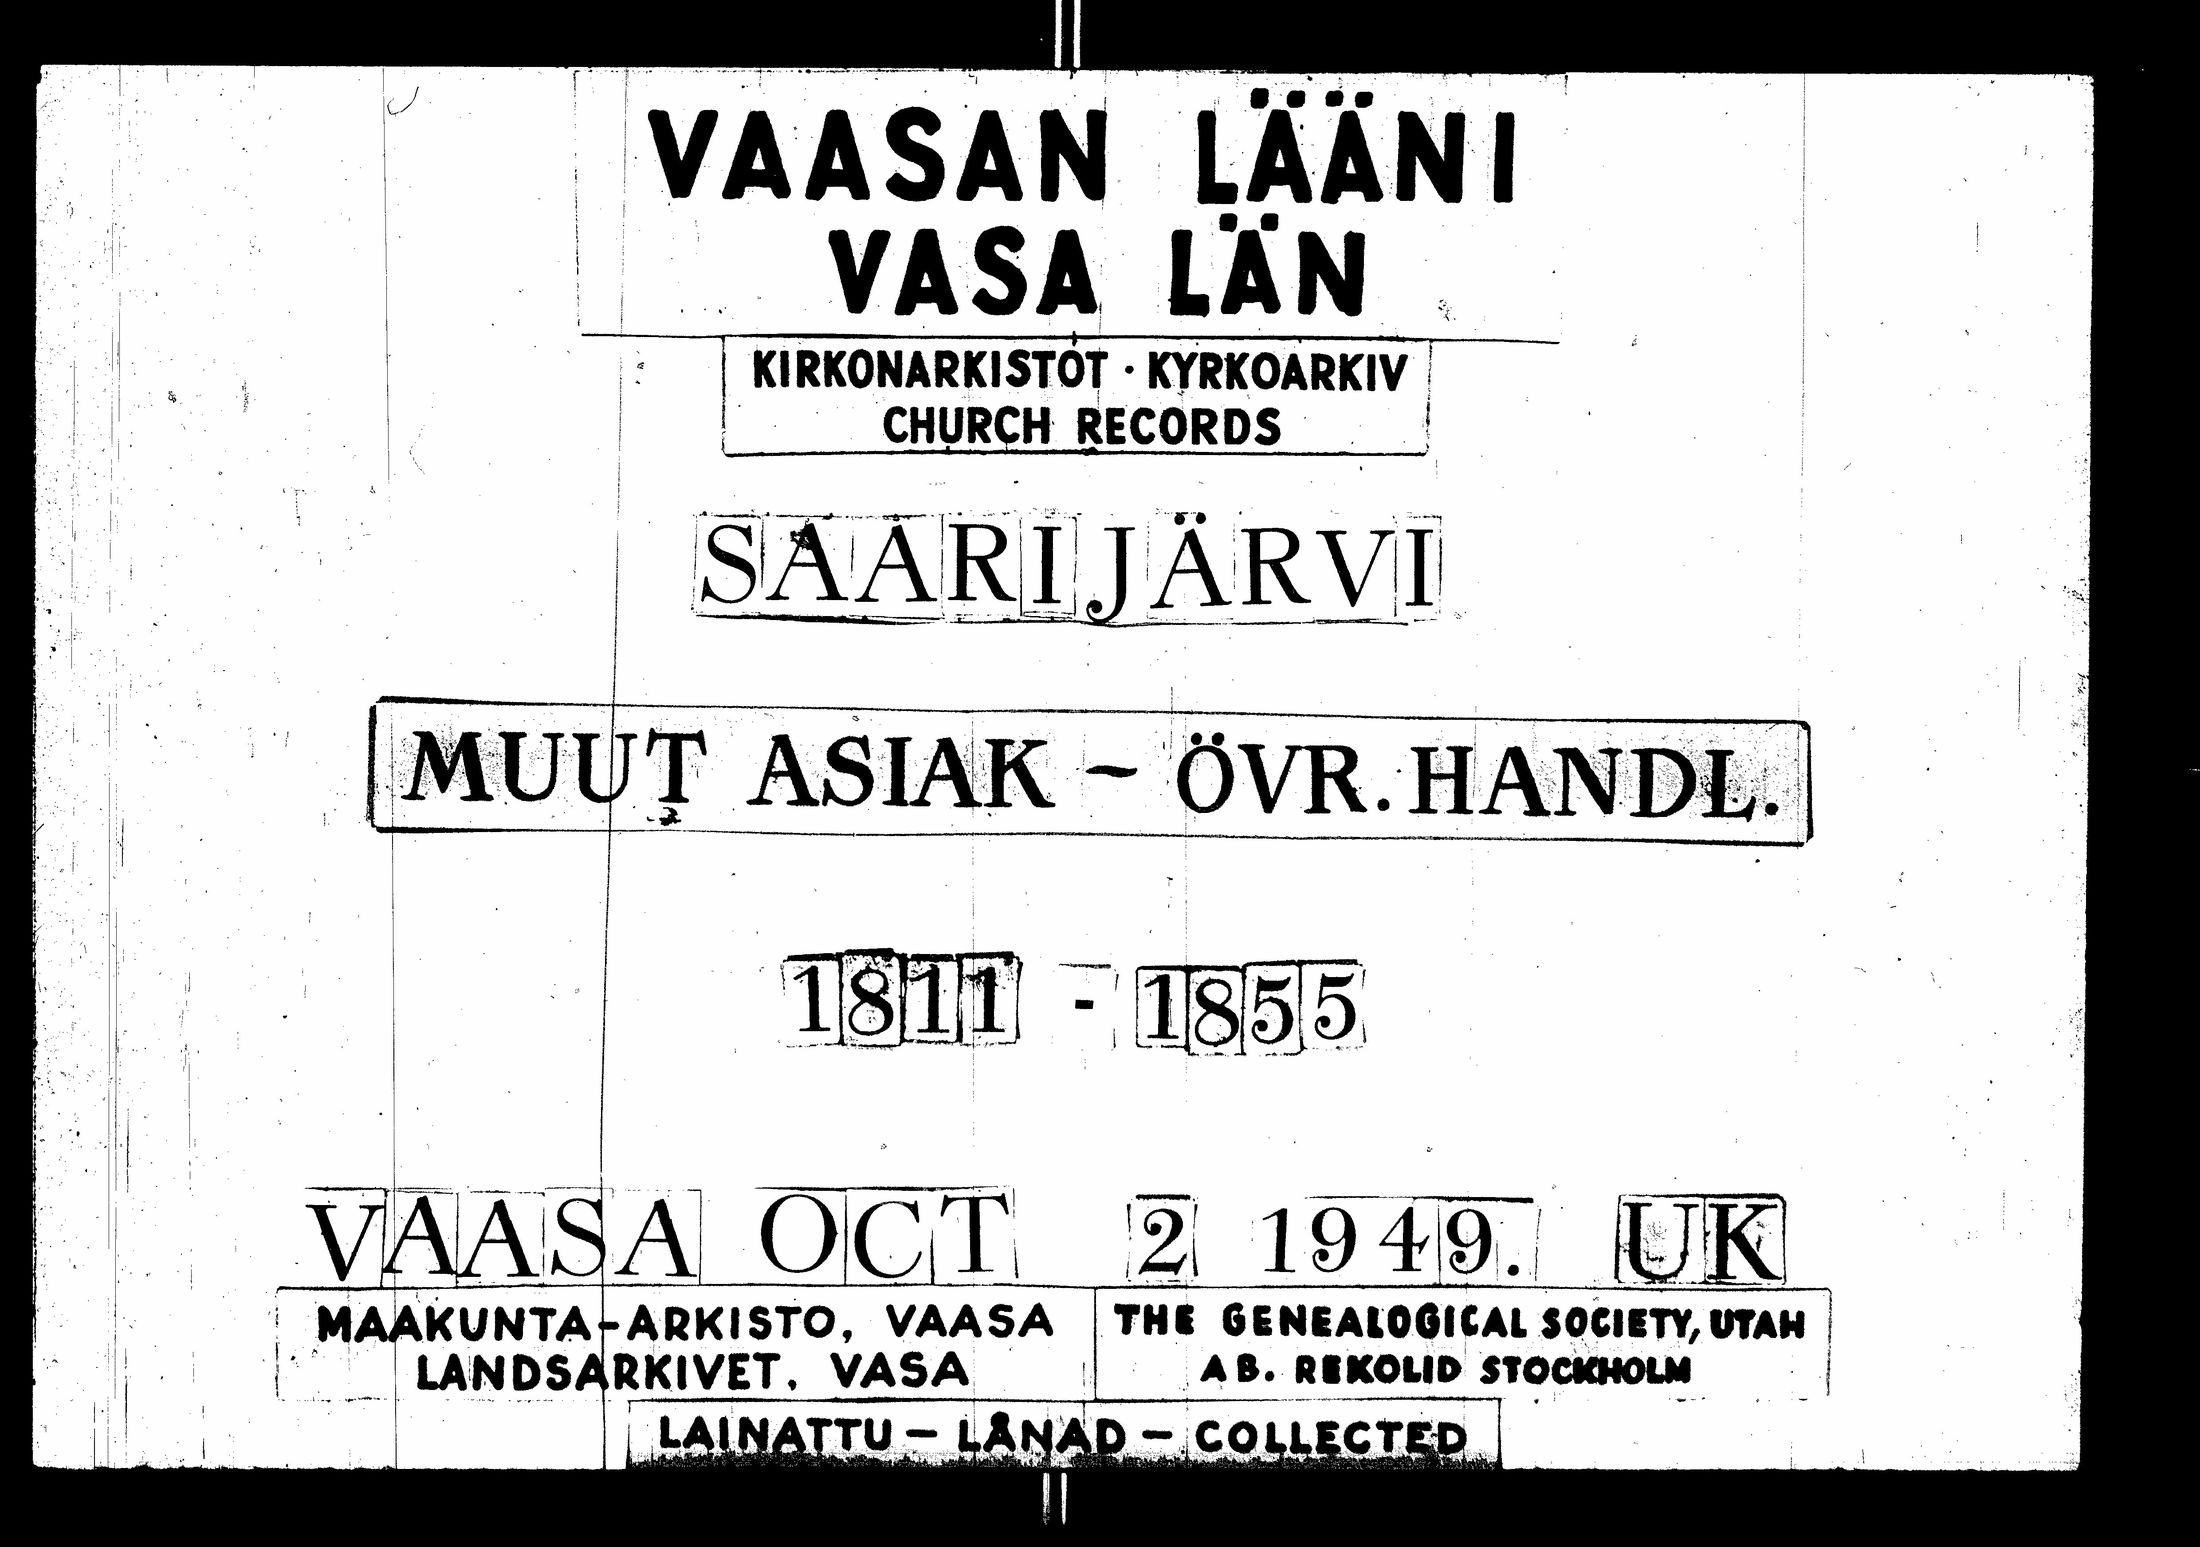 VAASAN LÄÄNI
VASA LÄN
KIRKONARKISTOT · KYRKOARKIV
CHURCH RECORDS
SAARIJÄRVI
MUUT ASIAK ~ ÖVR. HANDL.
1811 - 1855
VAASA OCT 2 1949. UK
MAAKUNTA-ARKISTO, VAASA
LANDSARKIVET, VASA
THE GENEALOGICAL SOCIETY, UTAH
AB. REKOLID STOCKHOLM
LAINATTU — LÅNAD — COLLECTED